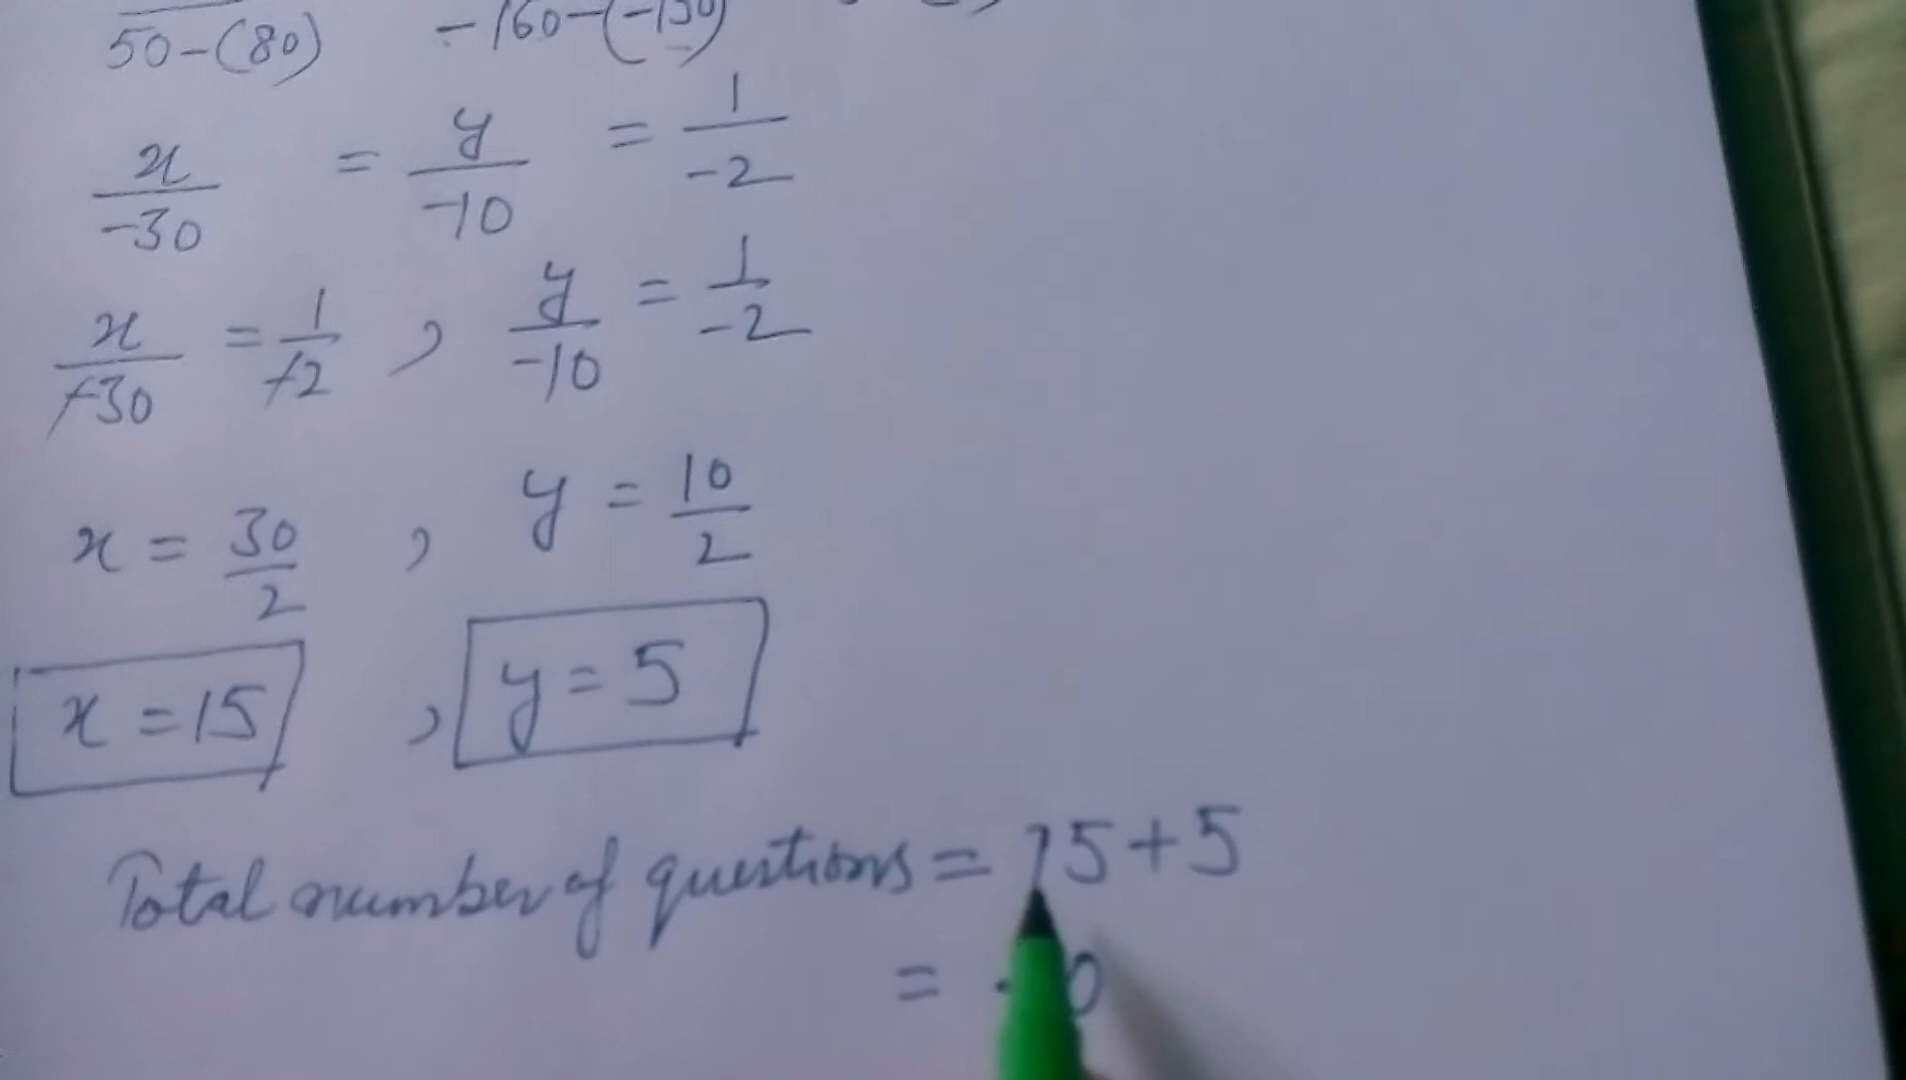 50-(80) -160-(-150)
x/-30 = y/-10 = 1/-2
x/-30 = 1/-2 , y/-10 = 1/-2
x = 30/2 , y = 10/2
x = 15 , y = 5
Total number of questions = 15+5
=